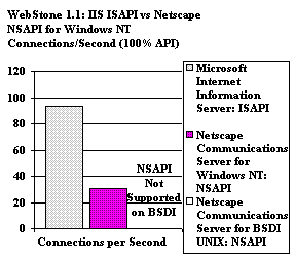 WebStone 1.1: IIS ISAPI vs Netscape
NSAPI for Windows NT
Connections/Second (100% API)
120
100
80
60
40
20
0
NSAPI
Not
Supported
on BSDI
Connections per Second
Microsoft
Internet
Information
Server: ISAPI
Netscape
Communications
Server for
Windows NT:
NSAPI
Netscape
Communications
Server for BSDI
UNIX: NSAPI